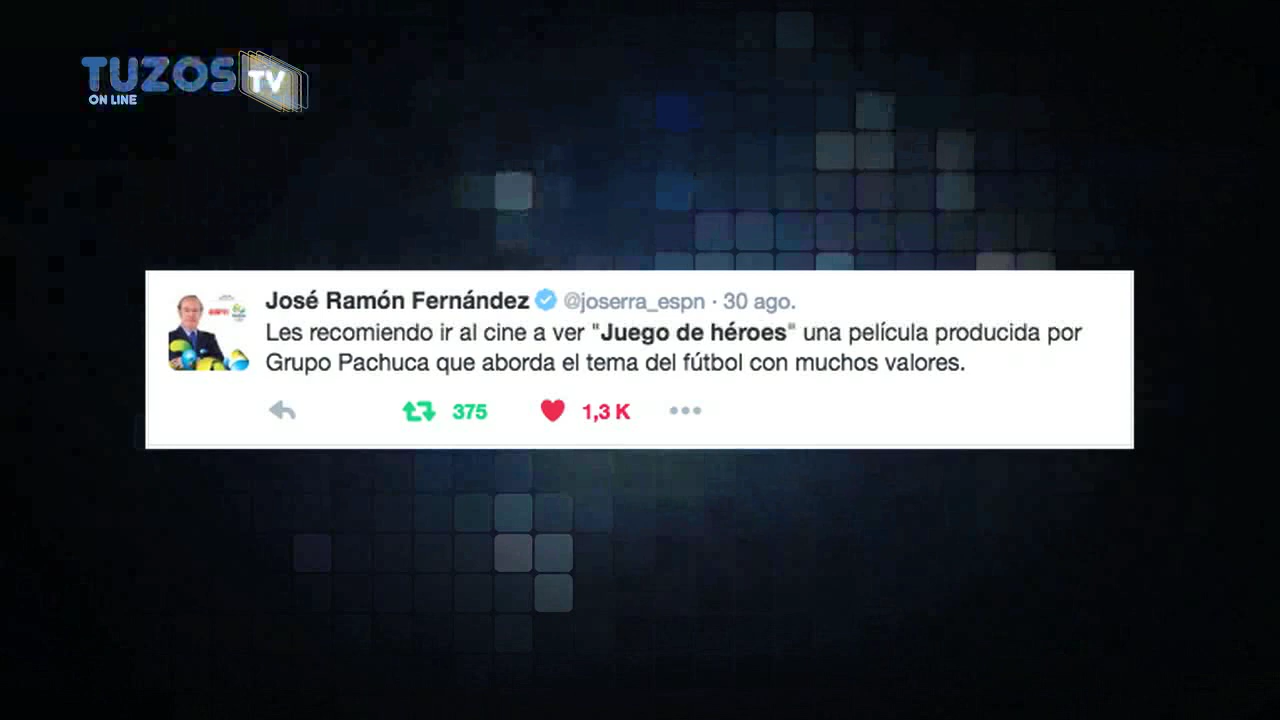 TUZOS TV
ON LINE
José Ramón Fernández @joserra_espn · 30 ago.
Les recomiendo ir al cine a ver "Juego de héroes" una película producida por
Grupo Pachuca que aborda el tema del fútbol con muchos valores.
375 1,3 K